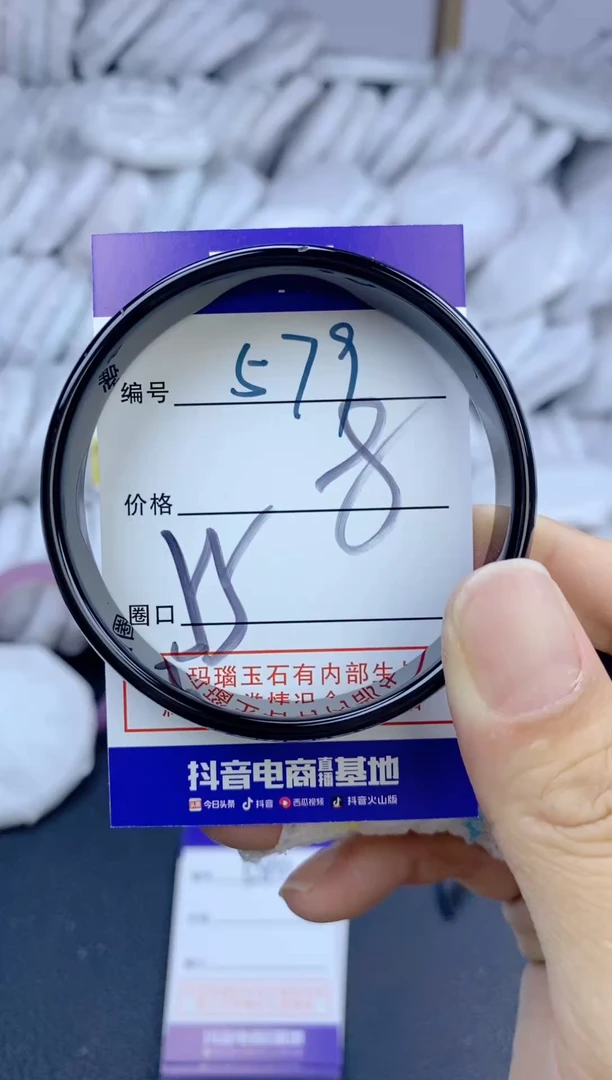 编号 579
价格 8
圈口
玛瑙玉石有内部生
抖音电商直播基地
今日头条 抖音 西瓜视频 抖音火山版